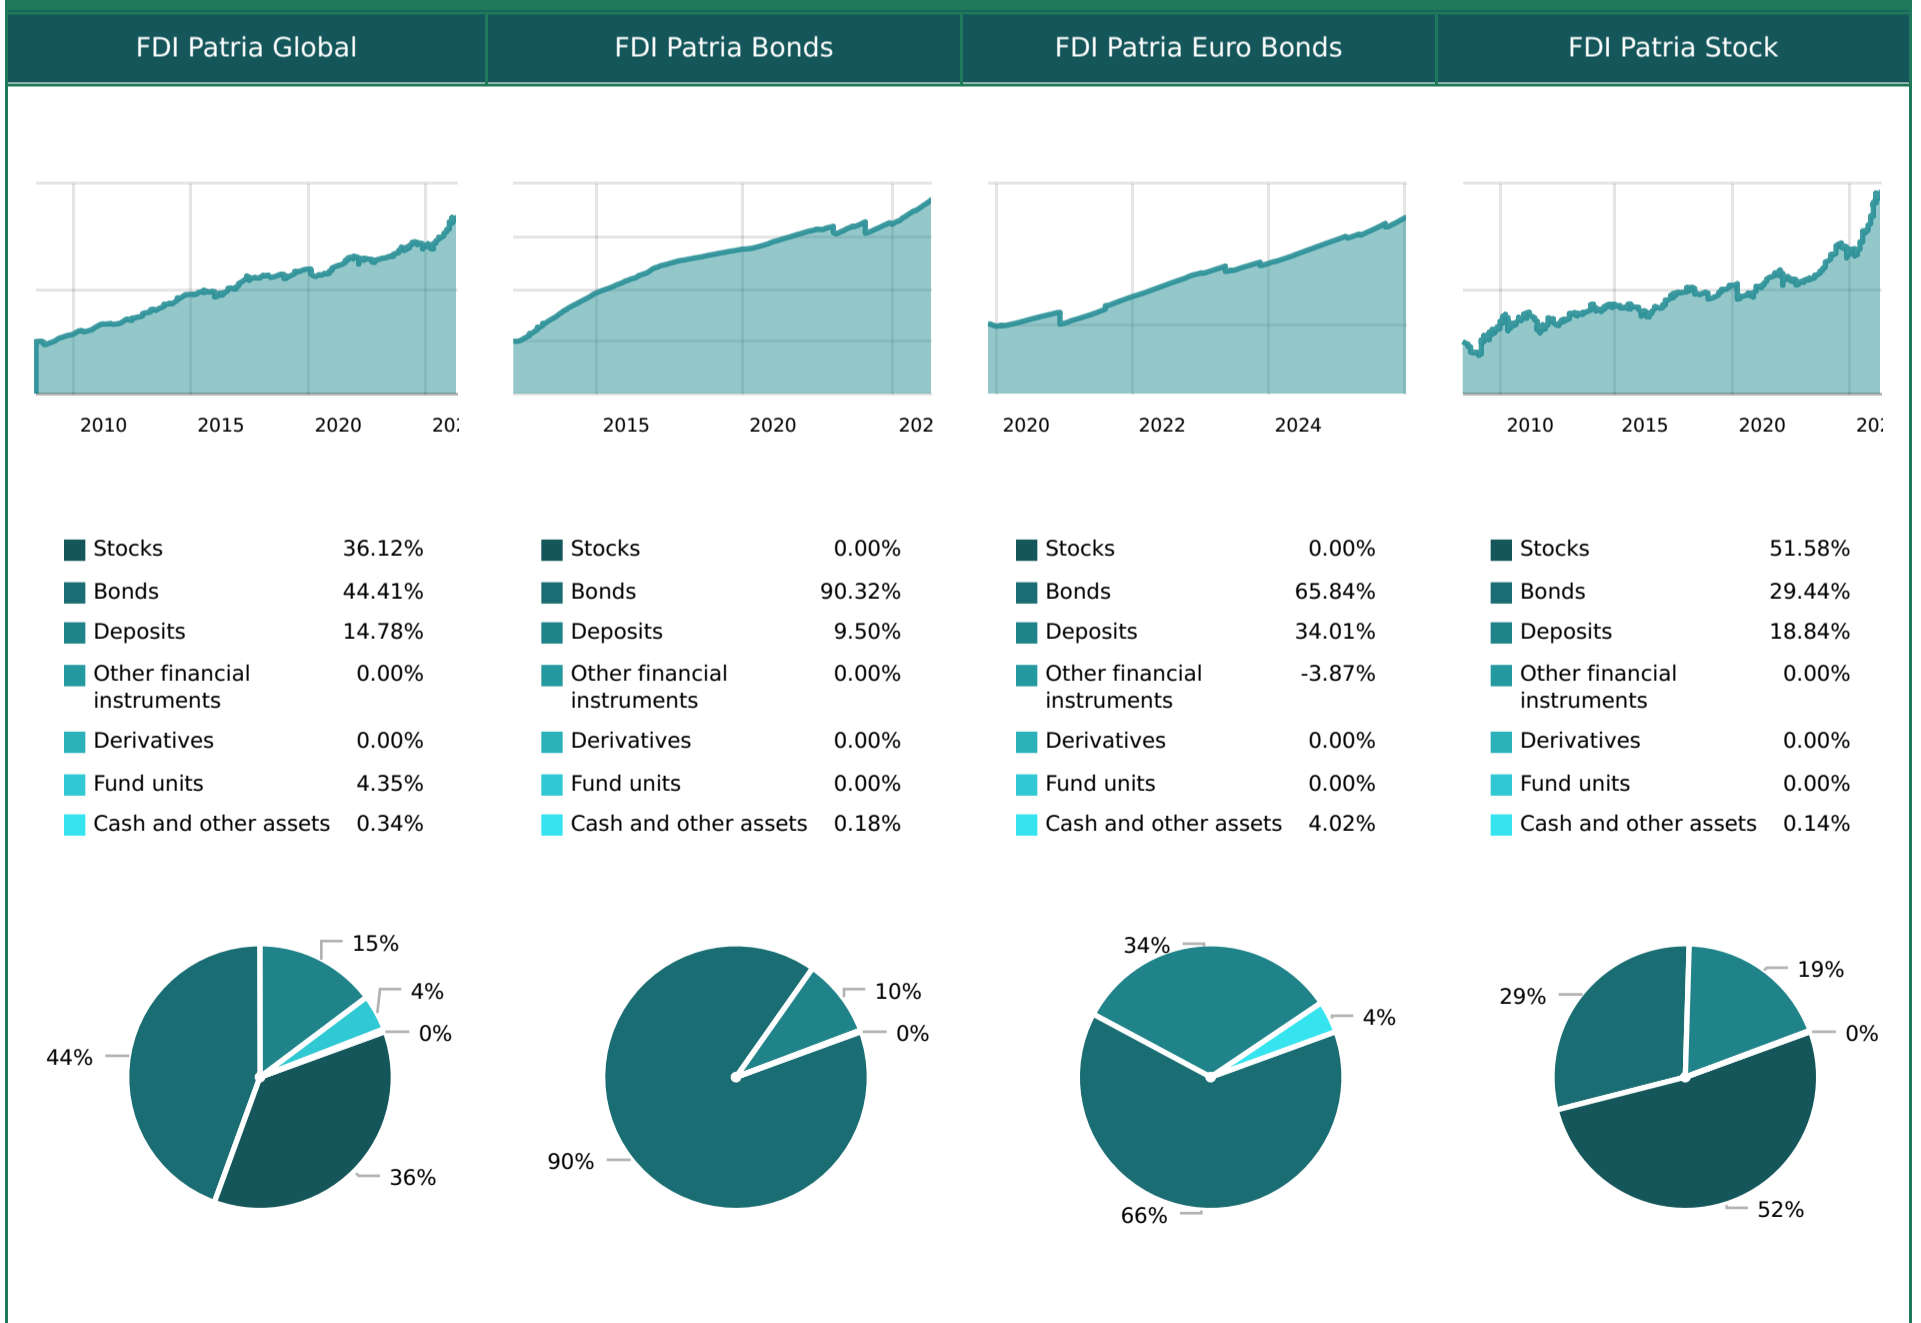 FDI Patria Global
FDI Patria Bonds
FDI Patria Euro Bonds
FDI Patria Stock
2010 2015 2020
2015 2020
2020 2022 2024
2010 2015 2020
Stocks 36.12%
Bonds 44.41%
Deposits 14.78%
Other financial 0.00%
instruments
Derivatives 0.00%
Fund units 4.35%
Cash and other assets 0.34%
Stocks 0.00%
Bonds 90.32%
Deposits 9.50%
Other financial 0.00%
instruments
Derivatives 0.00%
Fund units 0.00%
Cash and other assets 0.18%
Stocks 0.00%
Bonds 65.84%
Deposits 34.01%
Other financial -3.87%
instruments
Derivatives 0.00%
Fund units 0.00%
Cash and other assets 4.02%
Stocks 51.58%
Bonds 29.44%
Deposits 18.84%
Other financial 0.00%
instruments
Derivatives 0.00%
Fund units 0.00%
Cash and other assets 0.14%
15%
4%
0%
44%
36%
10%
0%
90%
34%
4%
66%
19%
29%
0%
52%